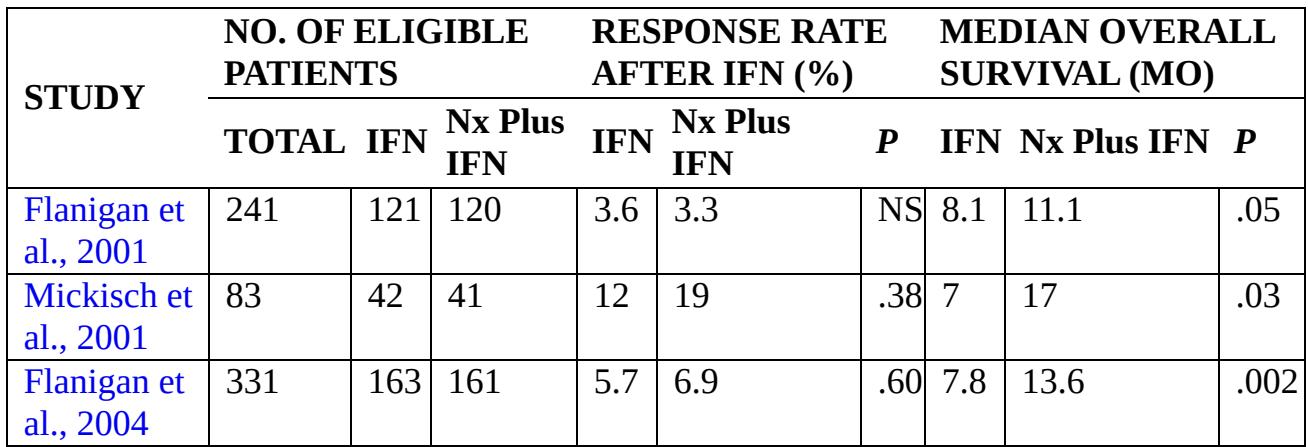 STUDY
NO. OF ELIGIBLE PATIENTS
RESPONSE RATE AFTER IFN (%)
MEDIAN OVERALL SURVIVAL (MO)
TOTAL IFN Nx Plus IFN IFN Nx Plus IFN P IFN Nx Plus IFN P
Flanigan et al., 2001 241 121 120 3.6 3.3 NS 8.1 11.1 .05
Mickisch et al., 2001 83 42 41 12 19 .38 7 17 .03
Flanigan et al., 2004 331 163 161 5.7 6.9 .60 7.8 13.6 .002